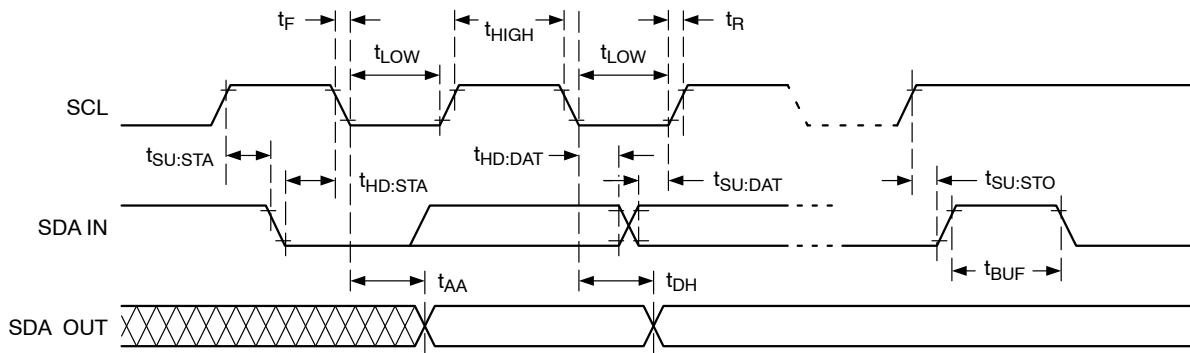 tF
tHIGH
tR
tLOW
tLOW
SCL
tSU:STA
tHD:DAT
tHD:STA
tSU:DAT
tSU:STO
SDA IN
tBUF
tAA
tDH
SDA OUT